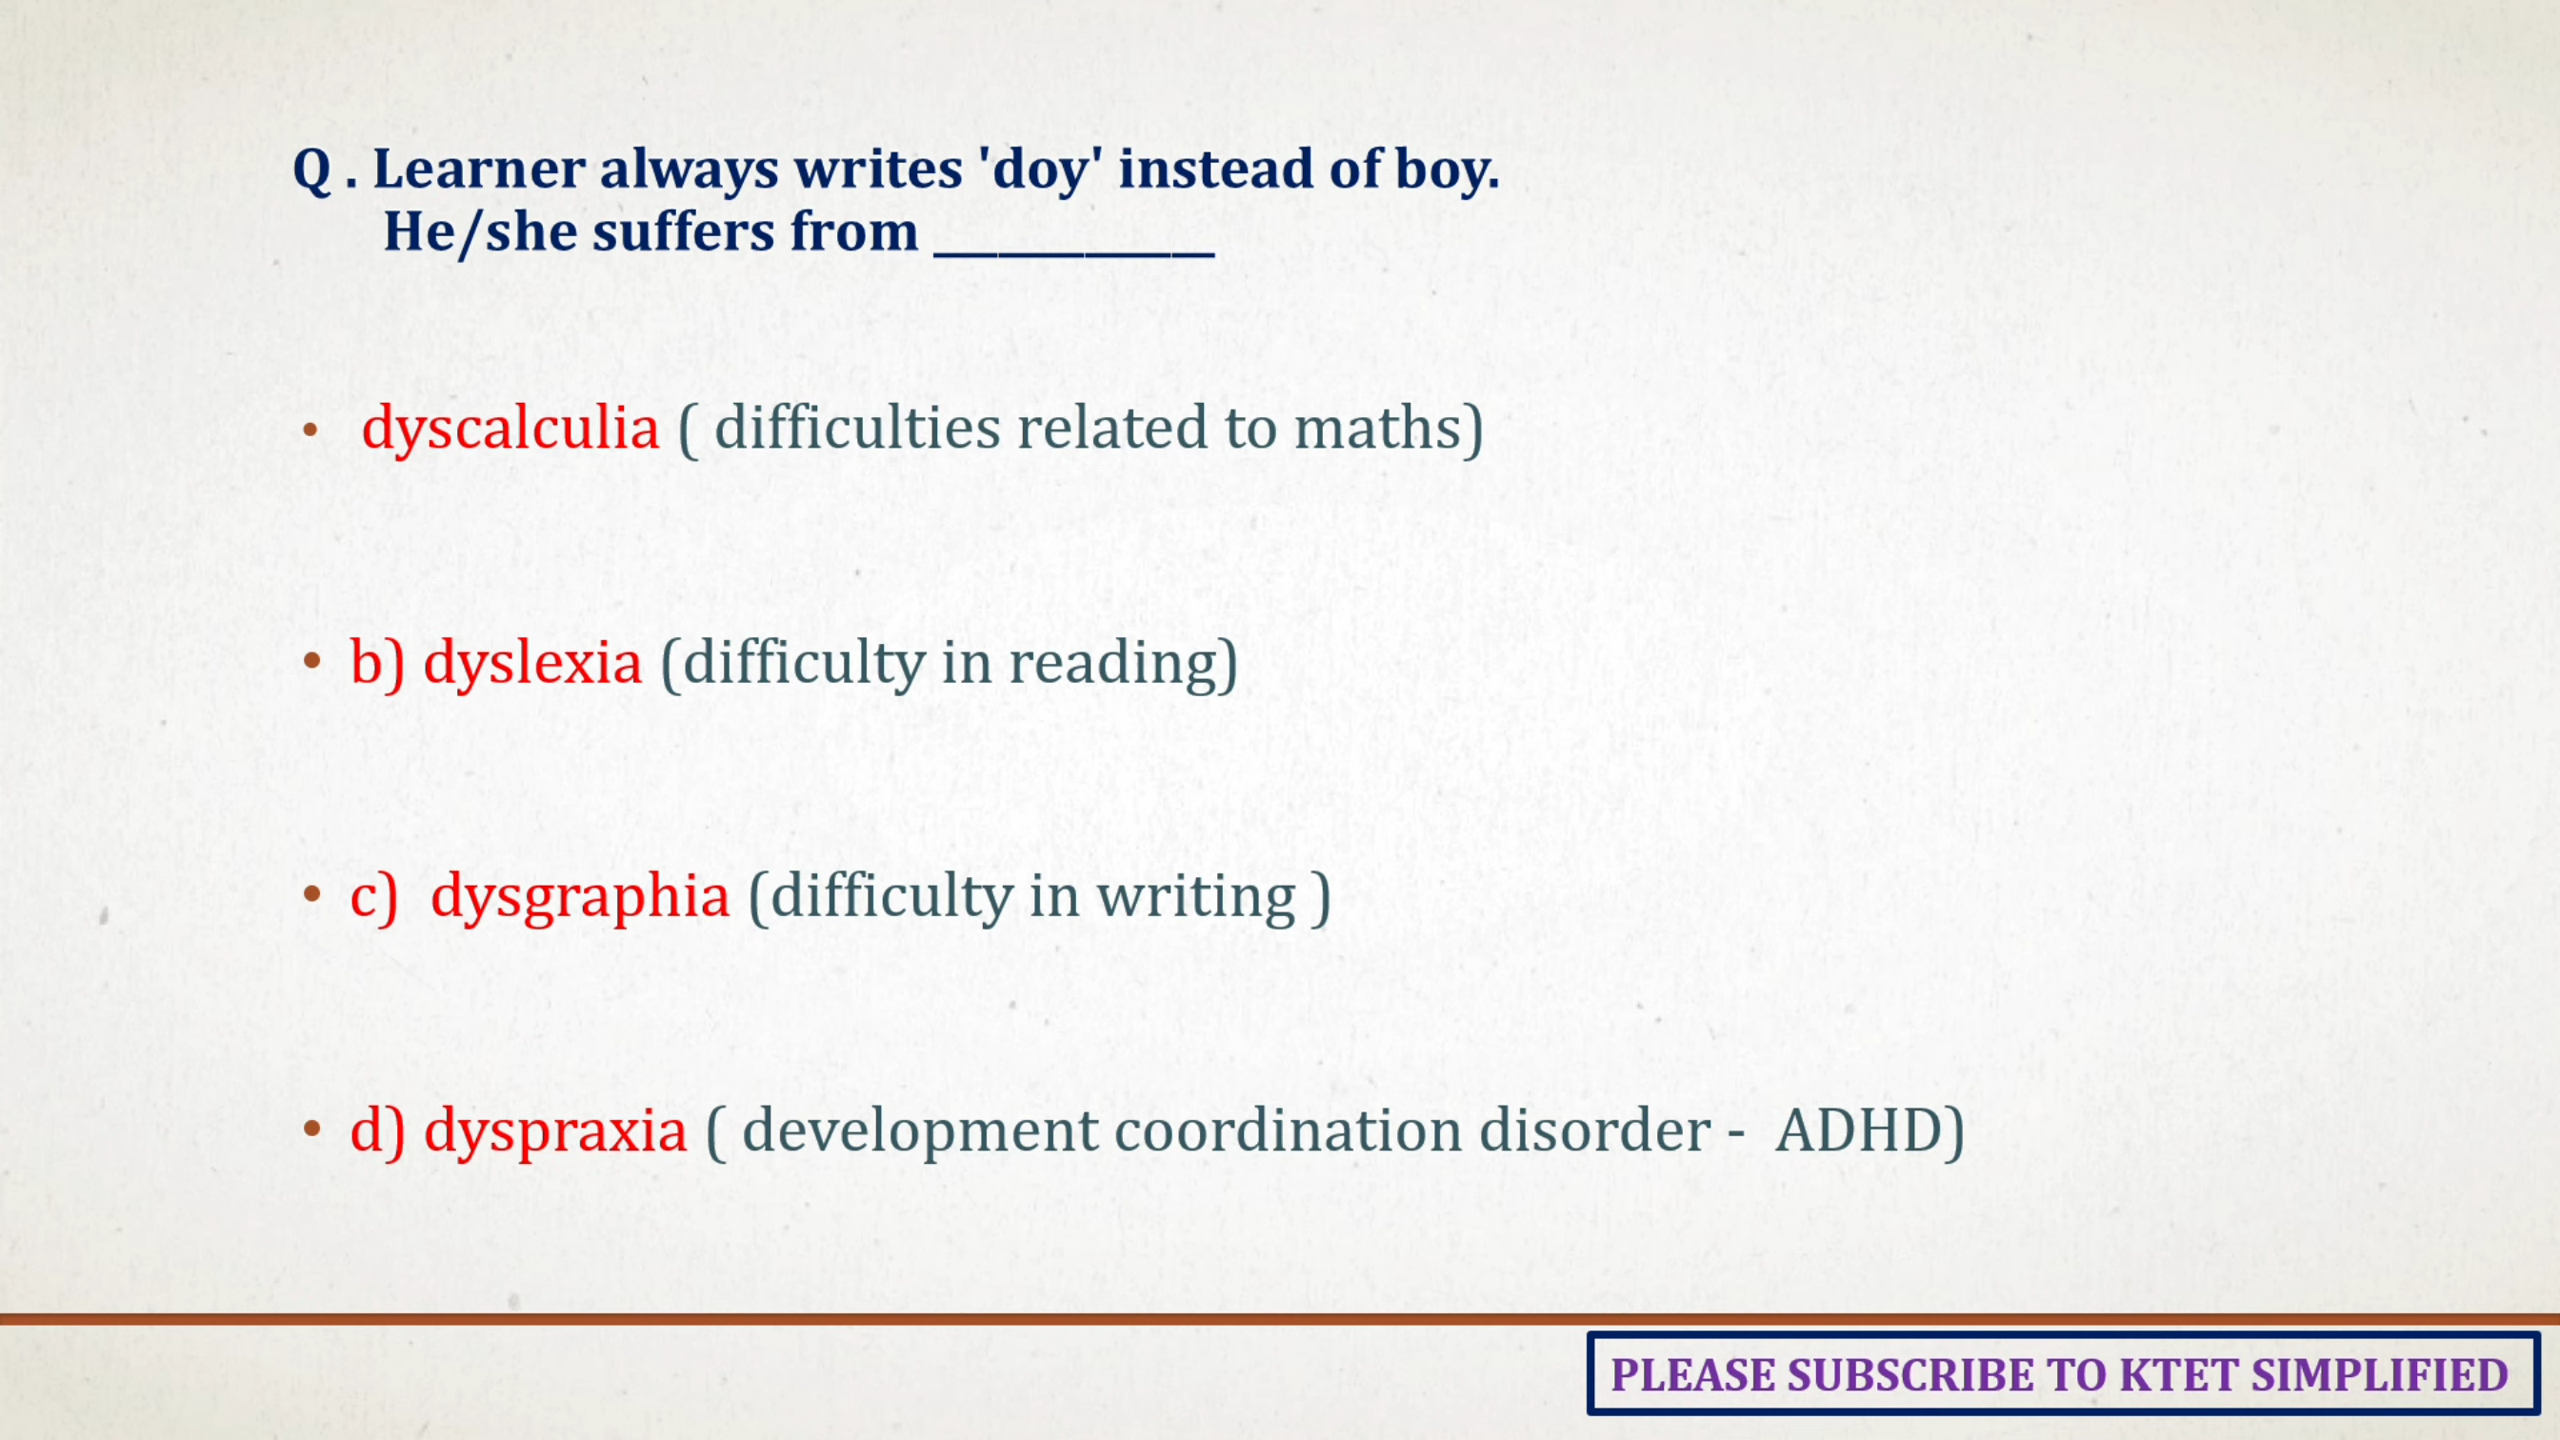 Q . Learner always writes 'doy' instead of boy.
He/she suffers from _____________
• dyscalculia ( difficulties related to maths)
• b) dyslexia (difficulty in reading)
• c) dysgraphia (difficulty in writing )
• d) dyspraxia ( development coordination disorder - ADHD)
PLEASE SUBSCRIBE TO KTET SIMPLIFIED